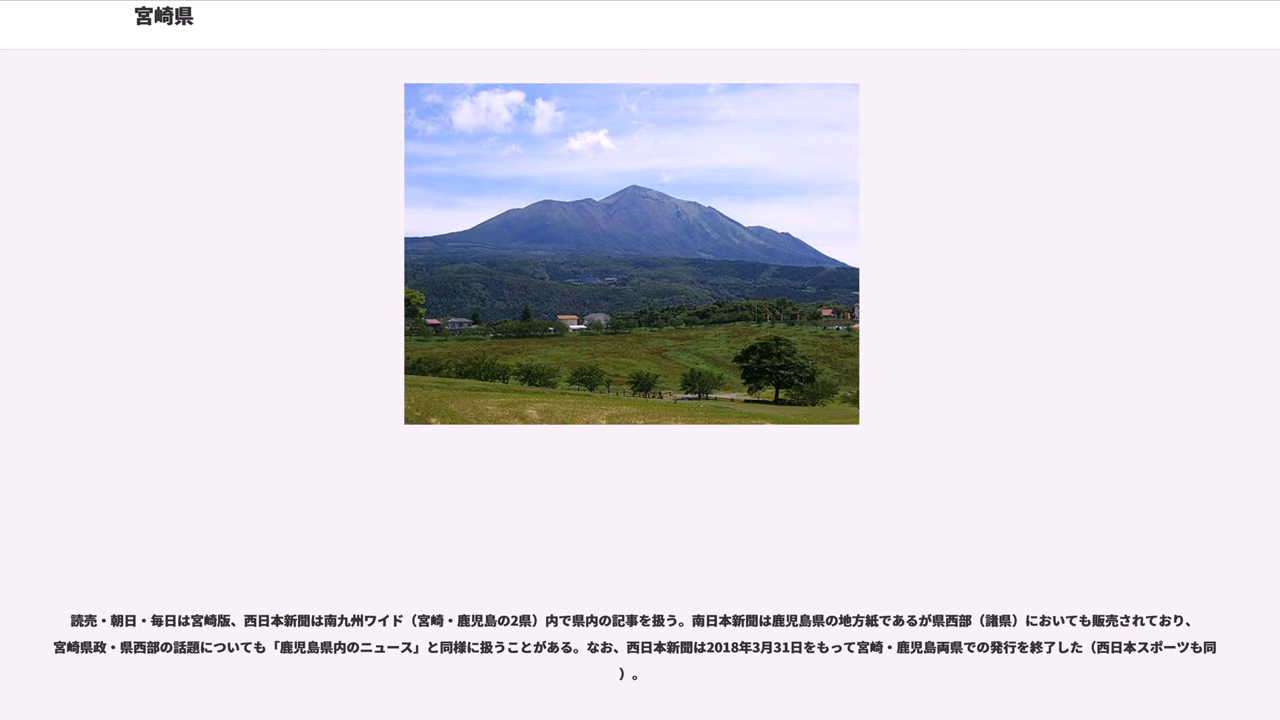 宮崎県
読売・朝日・毎日は宮崎版、西日本新聞は南九州ワイド（宮崎・鹿児島の2県）内で県内の記事を扱う。南日本新聞は鹿児島県の地方紙であるが県西部（諸県）においても販売されており、
宮崎県政・県西部の話題についても「鹿児島県内のニュース」と同様に扱うことがある。なお、西日本新聞は2018年3月31日をもって宮崎・鹿児島両県での発行を終了した（西日本スポーツも同
）。